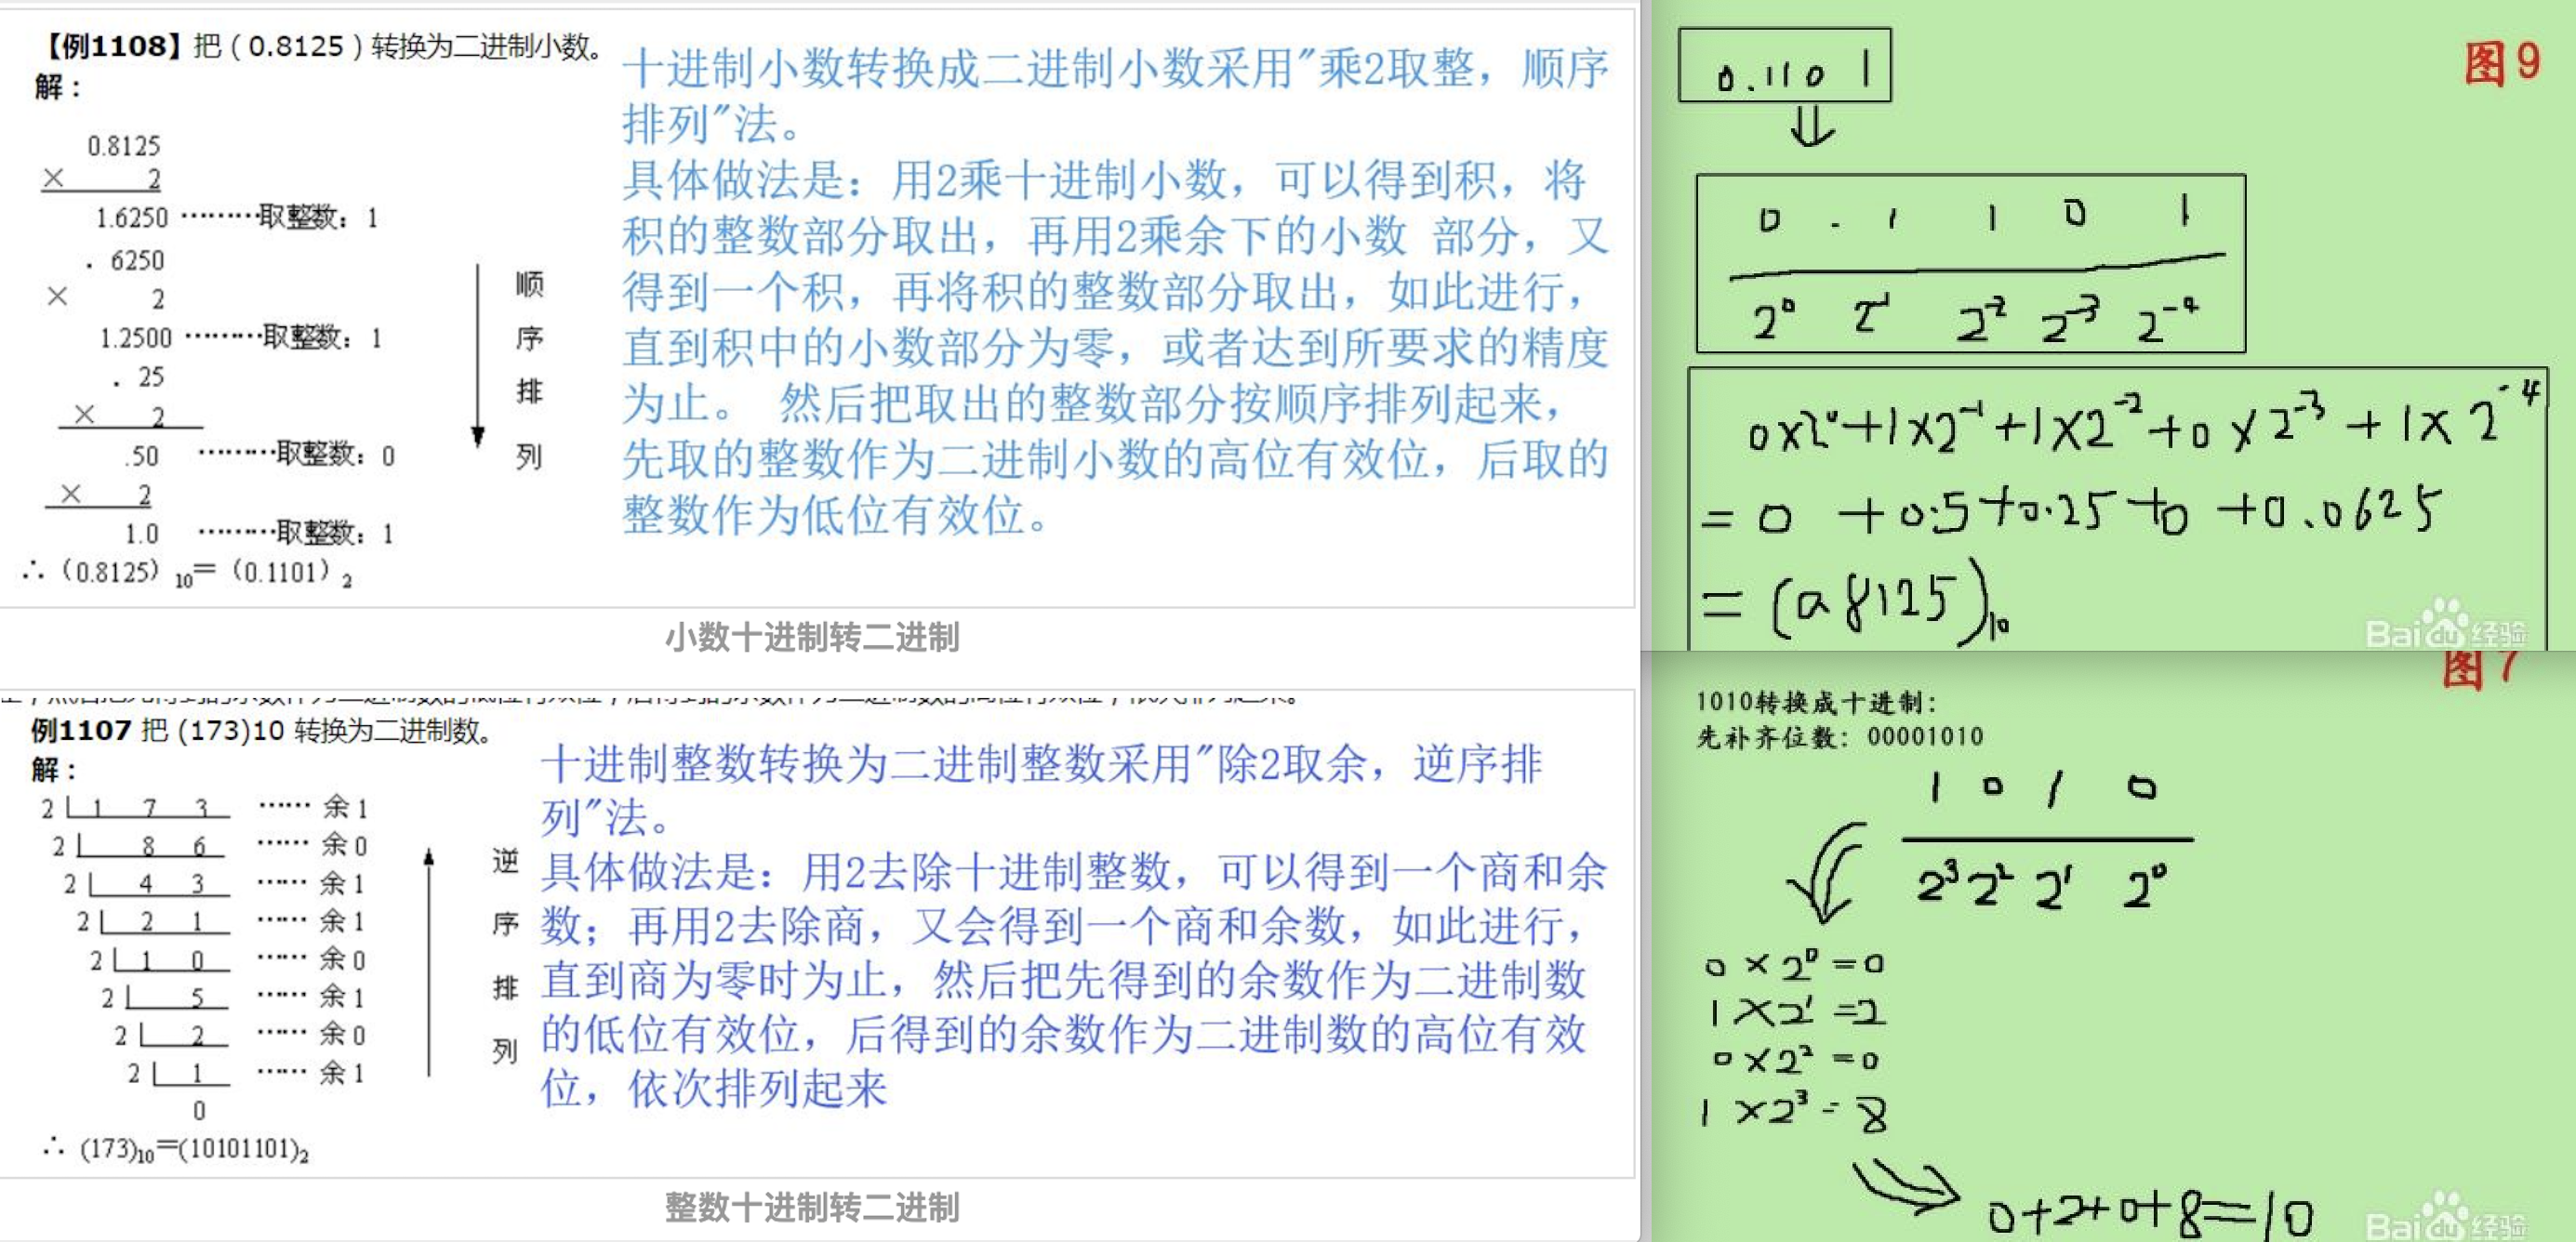 【例1108】把 ( 0.8125 ) 转换为二进制小数。
解：
0.8125
× 2
1.6250 ………取整数：1
. 6250
× 2
1.2500 ………取整数：1
. 25
× 2
.50 ………取整数：0
× 2
1.0 ………取整数：1
∴（0.8125）10=（0.1101）2
顺
序
排
列
十进制小数转换成二进制小数采用"乘2取整，顺序
排列"法。
具体做法是：用2乘十进制小数，可以得到积，将
积的整数部分取出，再用2乘余下的小数 部分，又
得到一个积，再将积的整数部分取出，如此进行，
直到积中的小数部分为零，或者达到所要求的精度
为止。 然后把取出的整数部分按顺序排列起来，
先取的整数作为二进制小数的高位有效位，后取的
整数作为低位有效位。
小数十进制转二进制
例1107 把 (173)10 转换为二进制数。
解：
2 1 7 3 …… 余 1
2 8 6 …… 余 0
2 4 3 …… 余 1
2 2 1 …… 余 1
2 1 0 …… 余 0
2 5 …… 余 1
2 2 …… 余 0
2 1 …… 余 1
0
∴ (173)10=(10101101)2
逆
序
排
列
十进制整数转换为二进制整数采用"除2取余，逆序排
列"法。
具体做法是：用2去除十进制整数，可以得到一个商和余
数；再用2去除商，又会得到一个商和余数，如此进行，
直到商为零时为止，然后把先得到的余数作为二进制数
的低位有效位，后得到的余数作为二进制数的高位有效
位，依次排列起来
整数十进制转二进制
图9
0.1101
0 . 1 1 0 1
2⁰ 2⁻¹ 2⁻² 2⁻³ 2⁻⁴
0×2⁰+1×2⁻¹+1×2⁻²+0×2⁻³+1×2⁻⁴
= 0 +0.5+0.25+0 +0.0625
= (0.8125)10
Baidu经验
图7
1010转换成十进制：
先补齐位数：00001010
1 0 1 0
2³ 2² 2¹ 2⁰
0 × 2⁰ = 0
1 × 2¹ = 2
0 × 2² = 0
1 × 2³ = 8
0+2+0+8=10
Baidu经验